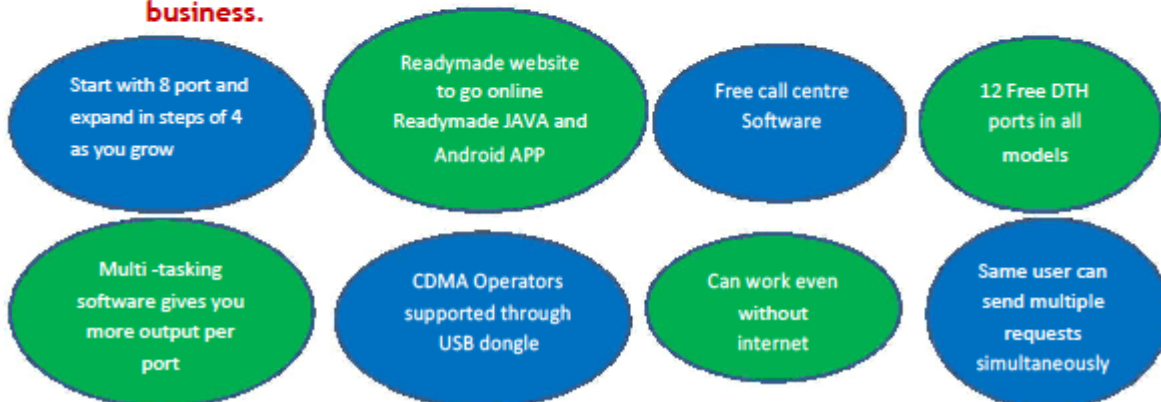 business.
Start with 8 port and
expand in steps of 4
as you grow
Readymade website
to go online
Readymade JAVA and
Android APP
Free call centre
Software
12 Free DTH
ports in all
models
Multi -tasking
software gives you
more output per
port
CDMA Operators
supported through
USB dongle
Can work even
without
internet
Same user can
send multiple
requests
simultaneously